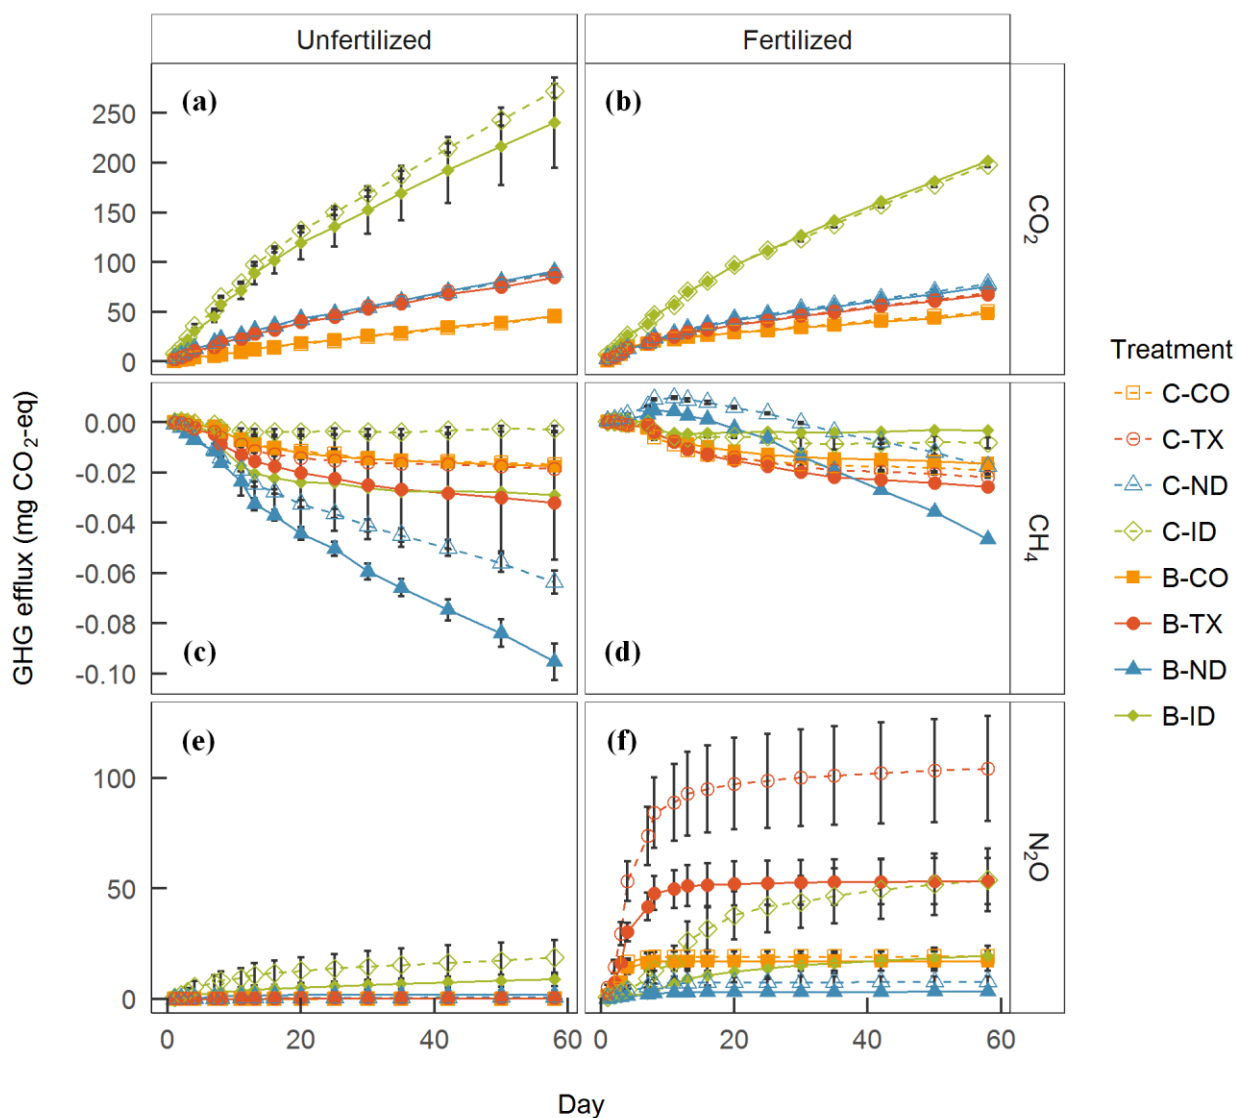 Unfertilized
Fertilized
(a)
(b)
250
200
150
100
50
0
CO₂
(c)
(d)
0.00
-0.02
-0.04
-0.06
-0.08
-0.10
CH₄
(e)
(f)
100
50
0
N₂O
0 20 40 60
0 20 40 60
GHG efflux (mg CO₂-eq)
Day
Treatment
C-CO
C-TX
C-ND
C-ID
B-CO
B-TX
B-ND
B-ID